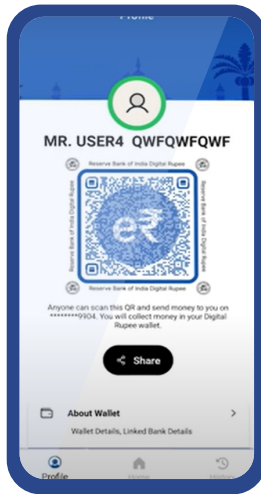 Profile
MR. USER4 QWFQWFQWF
Reserve Bank of India Digital Rupee
Reserve Bank of India Digital Rupee
Reserve Bank of India Digital Rupee
e₹
Reserve Bank of India Digital Rupee
Anyone can scan this QR and send money to you on
********9904. You will collect money in your Digital
Rupee wallet.
Share
About Wallet
Wallet Details, Linked Bank Details
Profile
Home
History